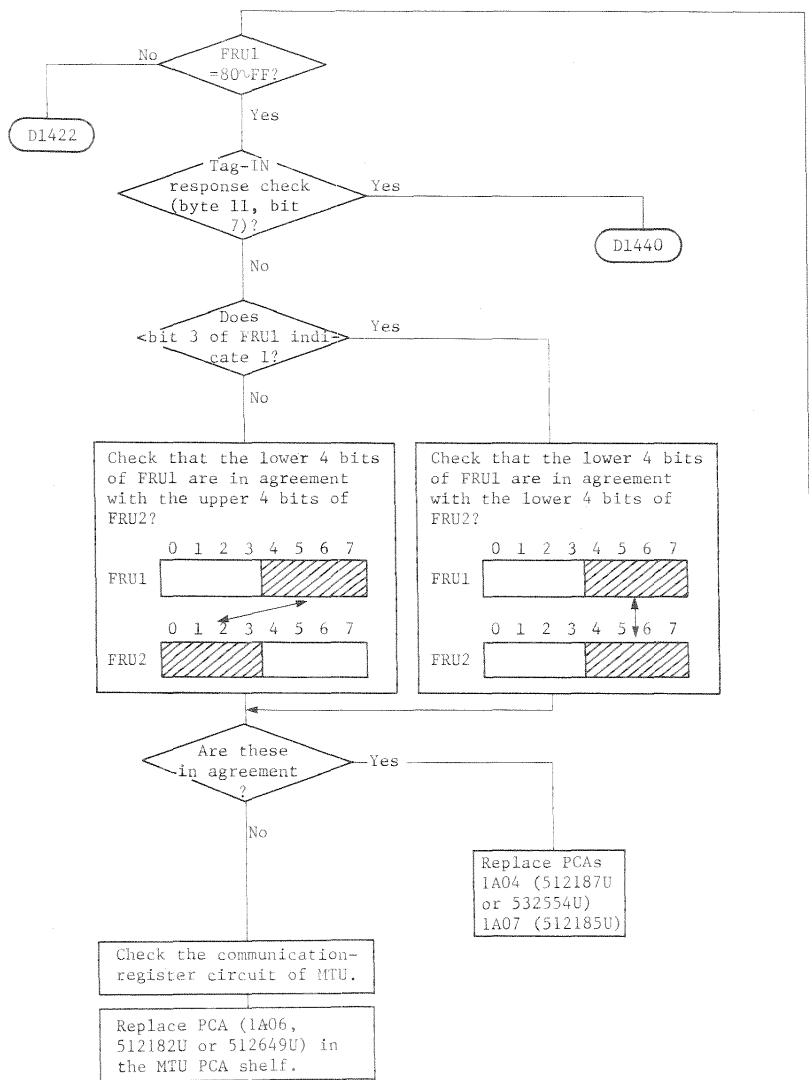 FRU1
=80~FF?
No
Yes
D1422
Tag-IN
response check
(byte 11, bit
7)?
Yes
D1440
No
Does
bit 3 of FRU1 indi-
cate 1?
Yes
No
Check that the lower 4 bits
of FRU1 are in agreement
with the upper 4 bits of
FRU2?
0 1 2 3 4 5 6 7
FRU1
0 1 2 3 4 5 6 7
FRU2
Check that the lower 4 bits
of FRU1 are in agreement
with the lower 4 bits of
FRU2?
0 1 2 3 4 5 6 7
FRU1
0 1 2 3 4 5 6 7
FRU2
Are these
in agreement
?
Yes
No
Replace PCAs
1A04 (512187U
or 532554U)
1A07 (512185U)
Check the communication-
register circuit of MTU.
Replace PCA (1A06,
512182U or 512649U) in
the MTU PCA shelf.